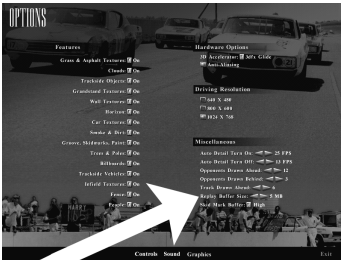 OPTIONS
Features
Grass & Asphalt Textures: On
Clouds: On
Trackside Objects: On
Grandstand Textures: On
Wall Textures: On
Horizon: On
Car Textures: On
Smoke & Dirt: On
Groove, Skidmarks, Paint: On
Trees & Poles: On
Billboards: On
Trackside Vehicles: On
Infield Textures: On
Fence: On
People: On
Hardware Options
3D Accelerator: 3dfx Glide
Anti Aliasing
Driving Resolution
640 X 480
800 x 600
1024 X 768
Miscellaneous
Auto Detail Turn On: 25 FPS
Auto Detail Turn Off: 15 FPS
Opponents Drawn Ahead: 12
Opponents Drawn Behind: 3
Track Drawn Ahead: 6
Replay Buffer Size: 5 MB
Skid Mark Buffer: High
Controls Sound Graphics
Exit